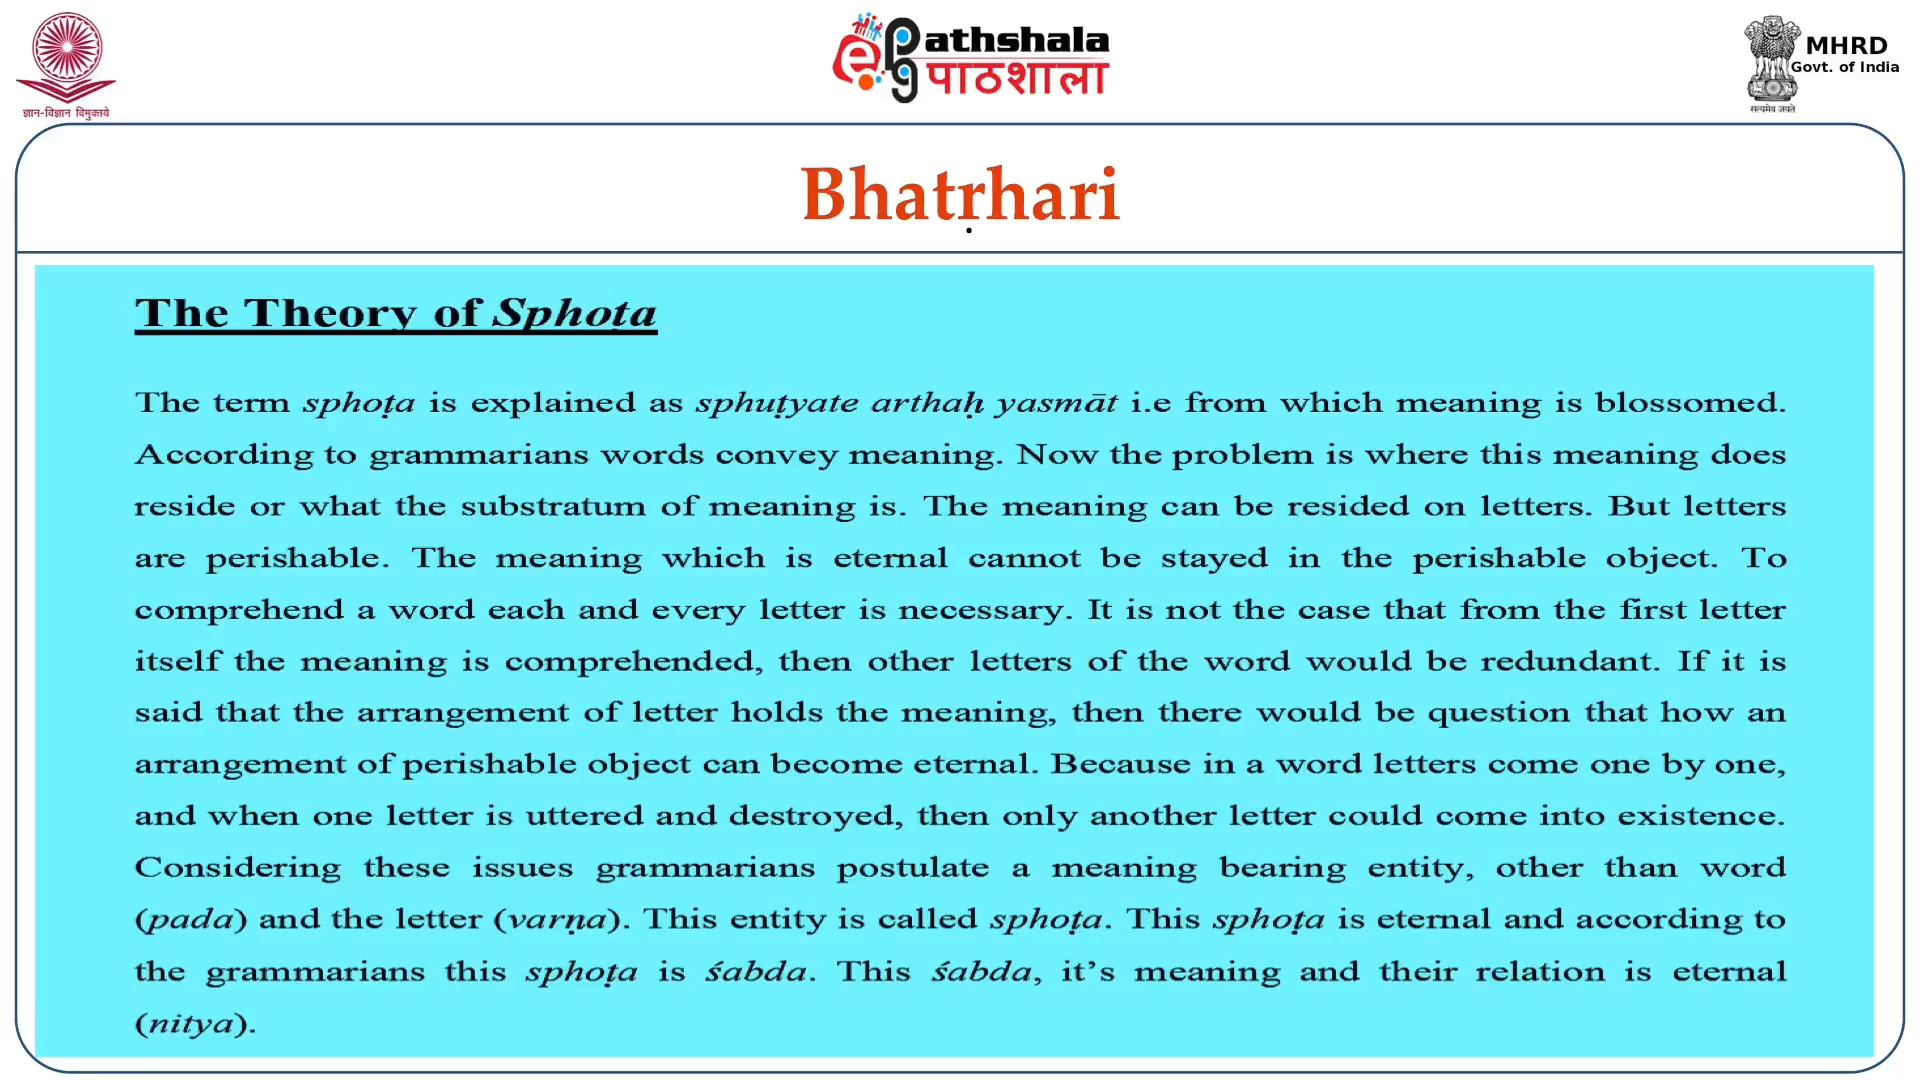 ePG Pathshala
पाठशाला
MHRD
Govt. of India
ज्ञान-विज्ञान विमुक्तये
सत्यमेव जयते
Bhatṛhari
The Theory of Sphoṭa
The term sphoṭa is explained as sphuṭyate arthaḥ yasmāt i.e from which meaning is blossomed.
According to grammarians words convey meaning. Now the problem is where this meaning does
reside or what the substratum of meaning is. The meaning can be resided on letters. But letters
are perishable. The meaning which is eternal cannot be stayed in the perishable object. To
comprehend a word each and every letter is necessary. It is not the case that from the first letter
itself the meaning is comprehended, then other letters of the word would be redundant. If it is
said that the arrangement of letter holds the meaning, then there would be question that how an
arrangement of perishable object can become eternal. Because in a word letters come one by one,
and when one letter is uttered and destroyed, then only another letter could come into existence.
Considering these issues grammarians postulate a meaning bearing entity, other than word
(pada) and the letter (varṇa). This entity is called sphoṭa. This sphoṭa is eternal and according to
the grammarians this sphoṭa is śabda. This śabda, it’s meaning and their relation is eternal
(nitya).